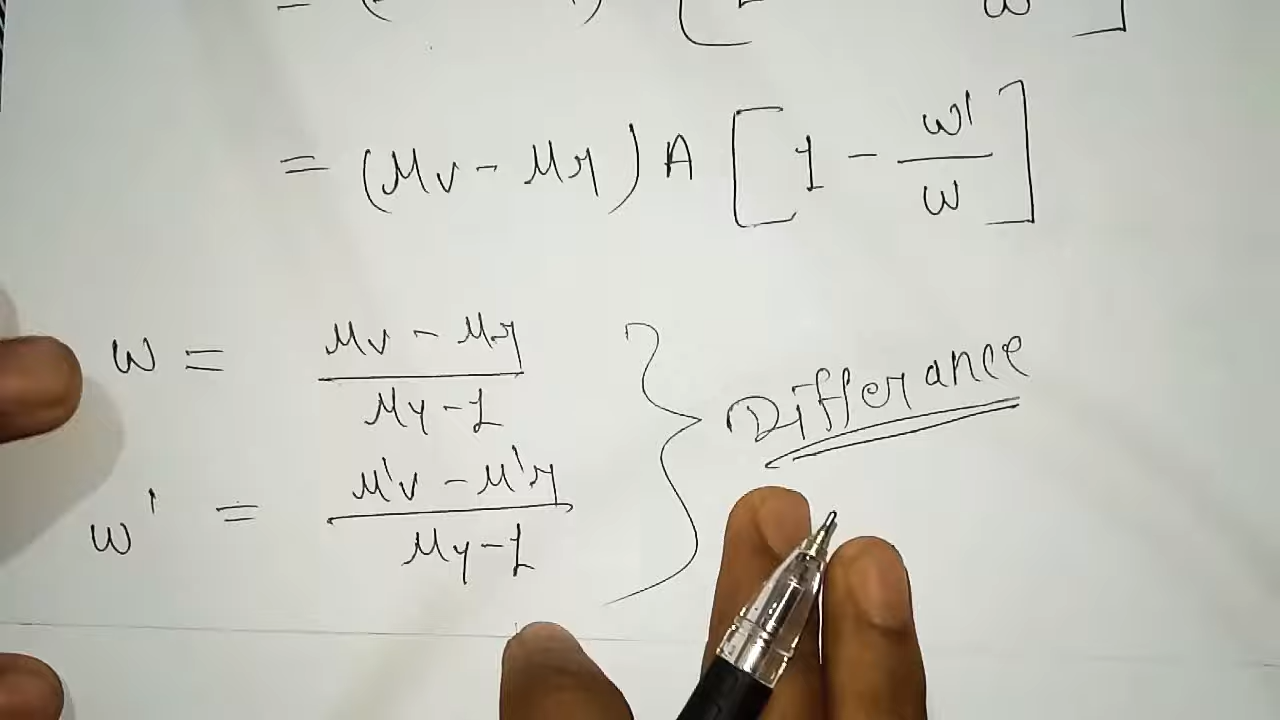 ω
= (μv - μr) A [1 - ω'/ω]
ω = μv - μr / μy - 1
ω' = μ'v - μ'r / μy - 1
Differance